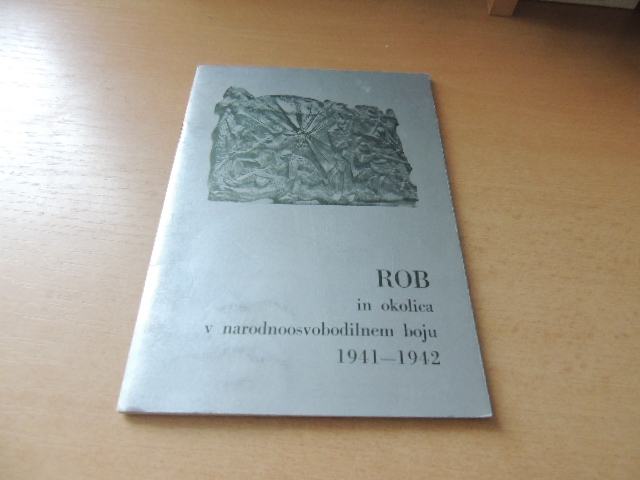 ROB
in okolica
v narodnoosvobodilnem boju
1941—1942